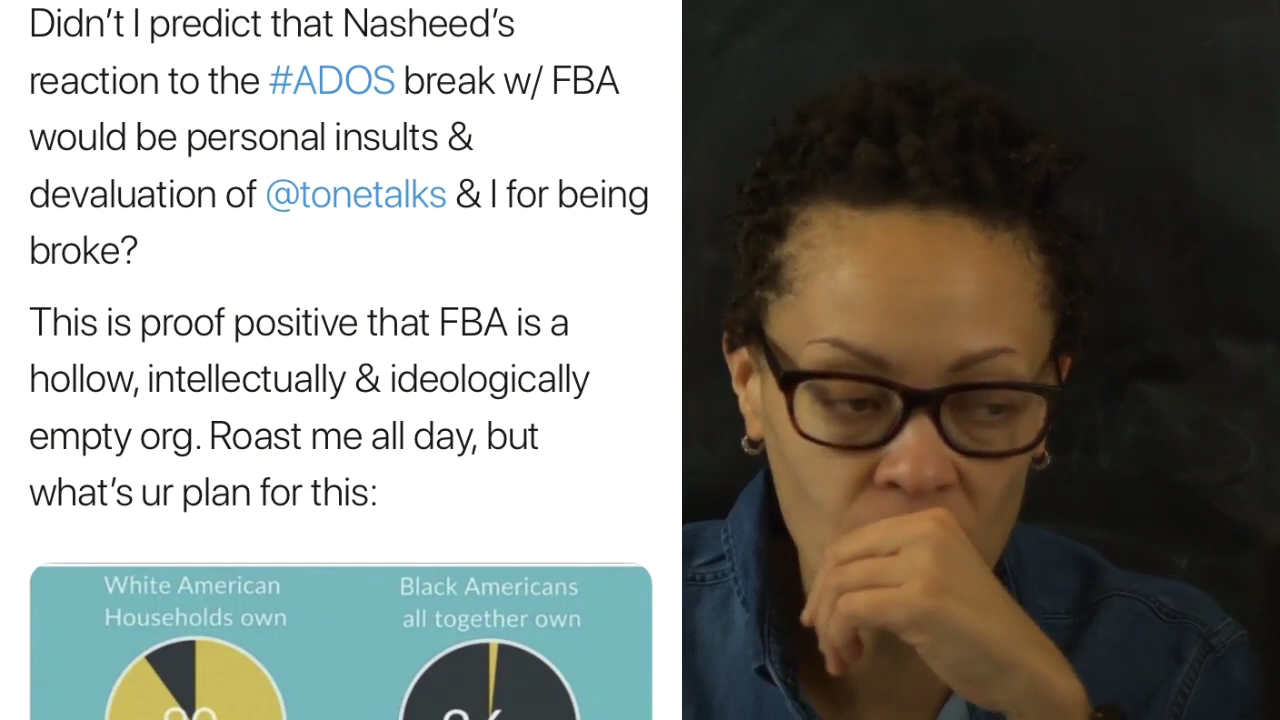 Didn’t I predict that Nasheed’s
reaction to the #ADOS break w/ FBA
would be personal insults &
devaluation of @tonetalks & I for being
broke?
This is proof positive that FBA is a
hollow, intellectually & ideologically
empty org. Roast me all day, but
what’s ur plan for this:
White American
Households own
Black Americans
all together own